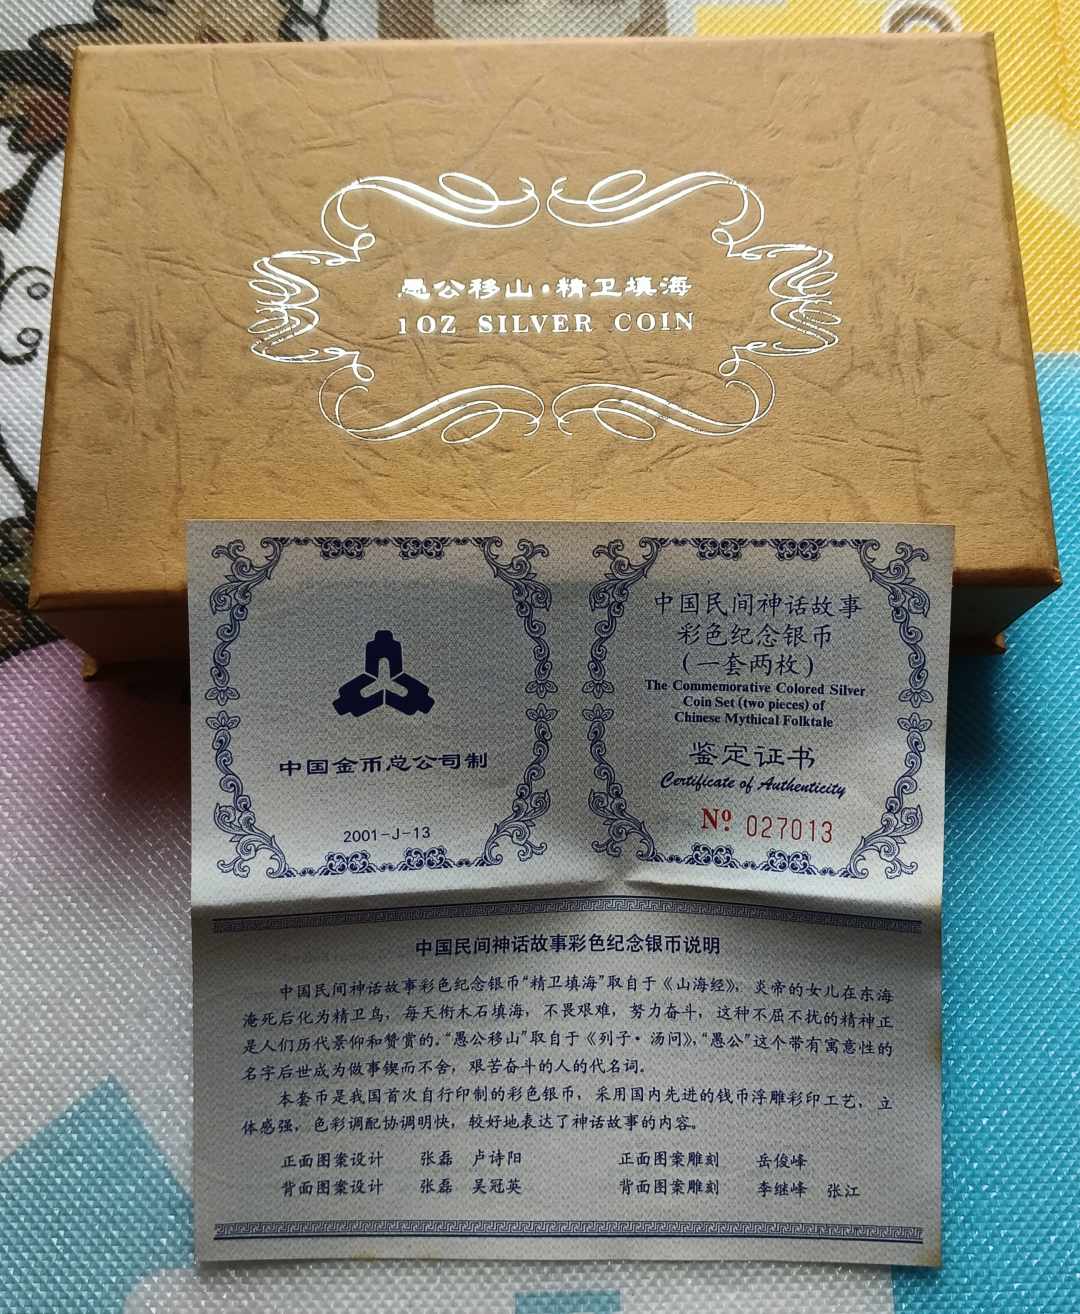 愚公移山·精卫填海
1 OZ SILVER COIN
中国金币总公司制
2001-J-13
中国民间神话故事
彩色纪念银币
(一套两枚)
The Commemorative Colored Silver
Coin Set (two pieces) of
Chinese Mythical Folktale
鉴定证书
Certificate of Authenticity
Nº 027013
中国民间神话故事彩色纪念银币说明
中国民间神话故事彩色纪念银币“精卫填海”取自于《山海经》，炎帝的女儿在东海
淹死后化为精卫鸟，每天衔木石填海，不畏艰难，努力奋斗，这种不屈不扰的精神正
是人们历代景仰和赞赏的。“愚公移山”取自于《列子·汤问》，“愚公”这个带有寓意性的
名字后世成为做事锲而不舍，艰苦奋斗的人的代名词。
本套币是我国首次自行印制的彩色银币，采用国内先进的钱币浮雕彩印工艺，立
体感强，色彩调配协调明快，较好地表达了神话故事的内容。
正面图案设计 张磊 卢诗阳 正面图案雕刻 岳俊峰
背面图案设计 张磊 吴冠英 背面图案雕刻 李继峰 张江